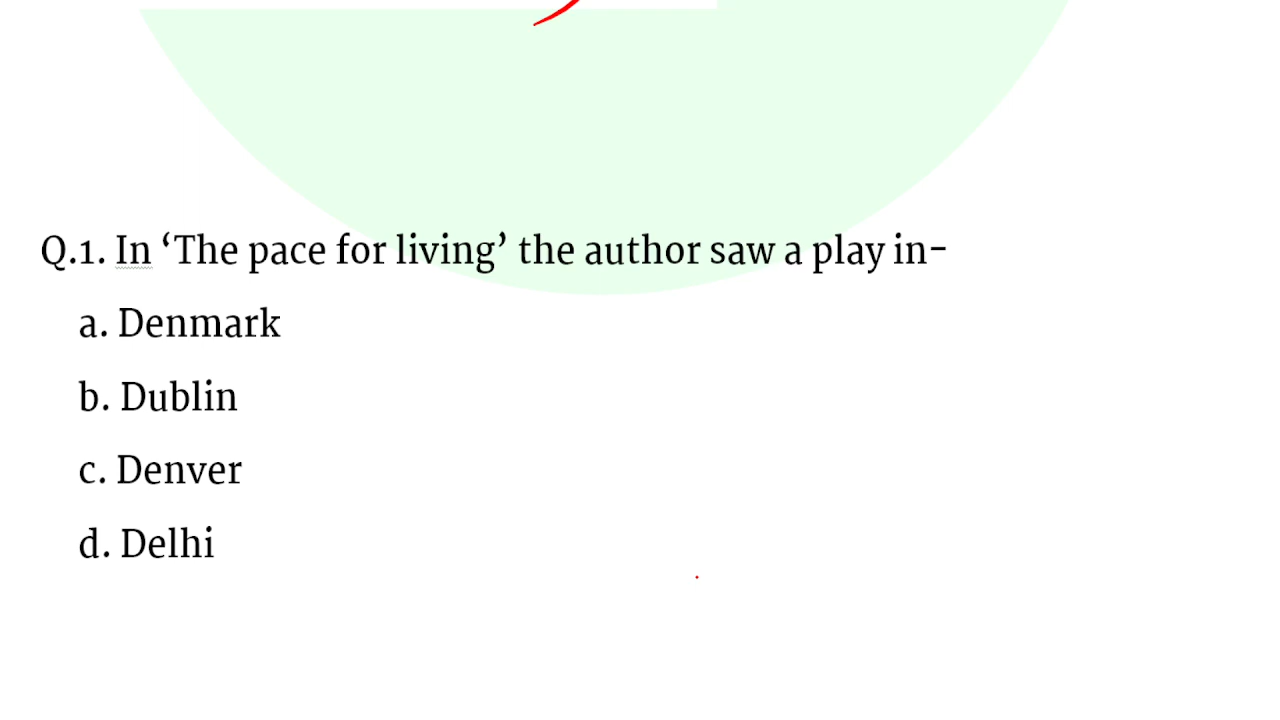 Q.1. In ‘The pace for living’ the author saw a play in-
a. Denmark
b. Dublin
c. Denver
d. Delhi